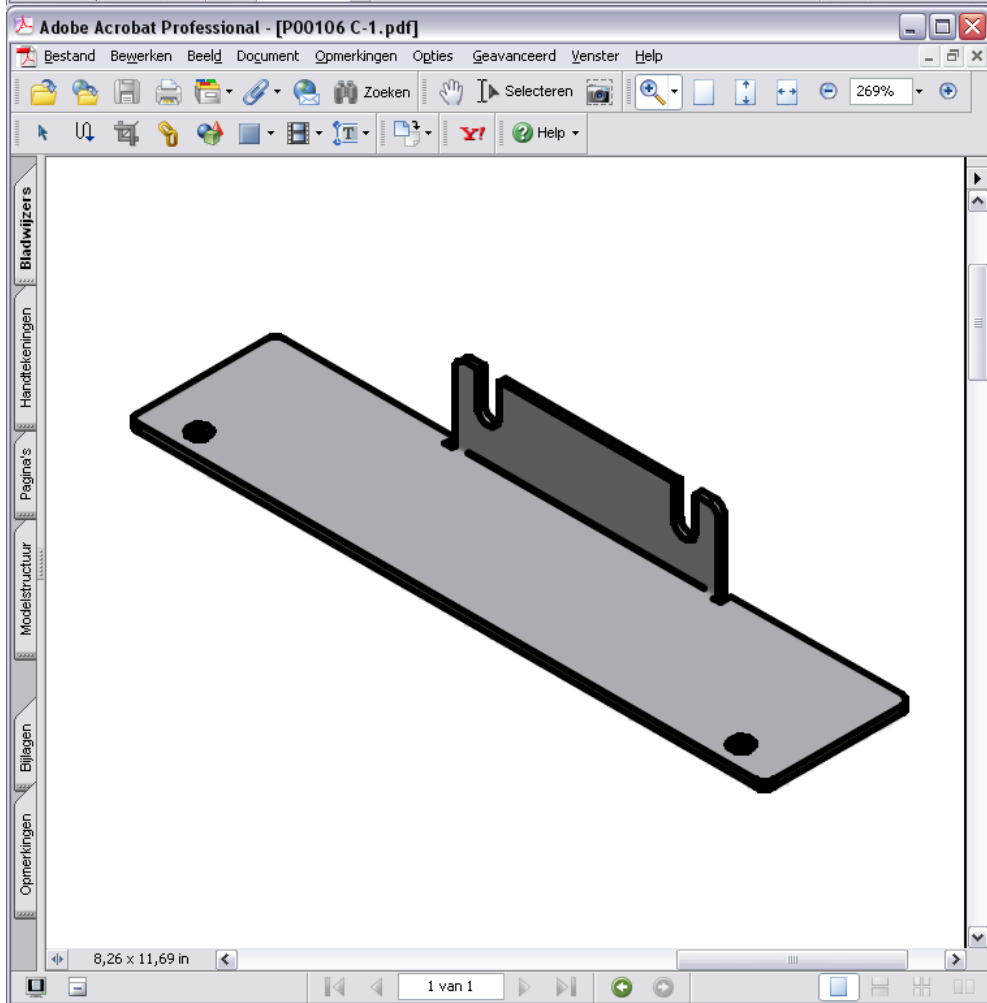 Adobe Acrobat Professional - [P00106 C-1.pdf]
Bestand Bewerken Beeld Document Opmerkingen Opties Geavanceerd Venster Help
Zoeken Selecteren 269%
Y! Help
Bladwijzers
Handtekeningen
Pagina's
Modelstructuur
Bijlagen
Opmerkingen
8,26 x 11,69 in
1 van 1